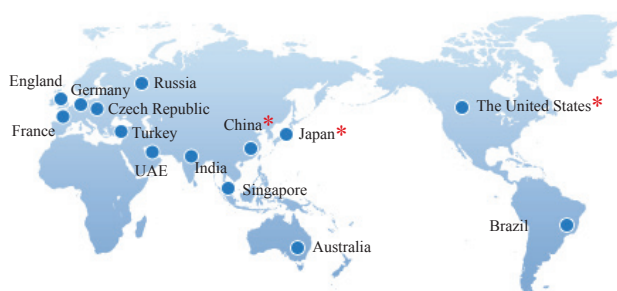 England
Germany
Russia
Czech Republic
France
Turkey
China*
Japan*
The United States*
UAE
India
Singapore
Brazil
Australia